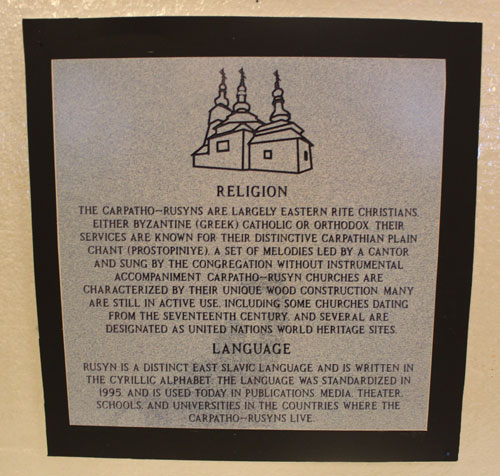 RELIGION
THE CARPATHO-RUSYNS ARE LARGELY EASTERN RITE CHRISTIANS,
EITHER BYZANTINE (GREEK) CATHOLIC OR ORTHODOX. THEIR
SERVICES ARE KNOWN FOR THEIR DISTINCTIVE CARPATHIAN PLAIN
CHANT (PROSTOPINIYE), A SET OF MELODIES LED BY A CANTOR
AND SUNG BY THE CONGREGATION WITHOUT INSTRUMENTAL
ACCOMPANIMENT. CARPATHO-RUSYN CHURCHES ARE
CHARACTERIZED BY THEIR UNIQUE WOOD CONSTRUCTION. MANY
ARE STILL IN ACTIVE USE, INCLUDING SOME CHURCHES DATING
FROM THE SEVENTEENTH CENTURY, AND SEVERAL ARE
DESIGNATED AS UNITED NATIONS WORLD HERITAGE SITES.
LANGUAGE
RUSYN IS A DISTINCT EAST SLAVIC LANGUAGE AND IS WRITTEN IN
THE CYRILLIC ALPHABET. THE LANGUAGE WAS STANDARDIZED IN
1995, AND IS USED TODAY IN PUBLICATIONS, MEDIA, THEATER,
SCHOOLS, AND UNIVERSITIES IN THE COUNTRIES WHERE THE
CARPATHO-RUSYNS LIVE.